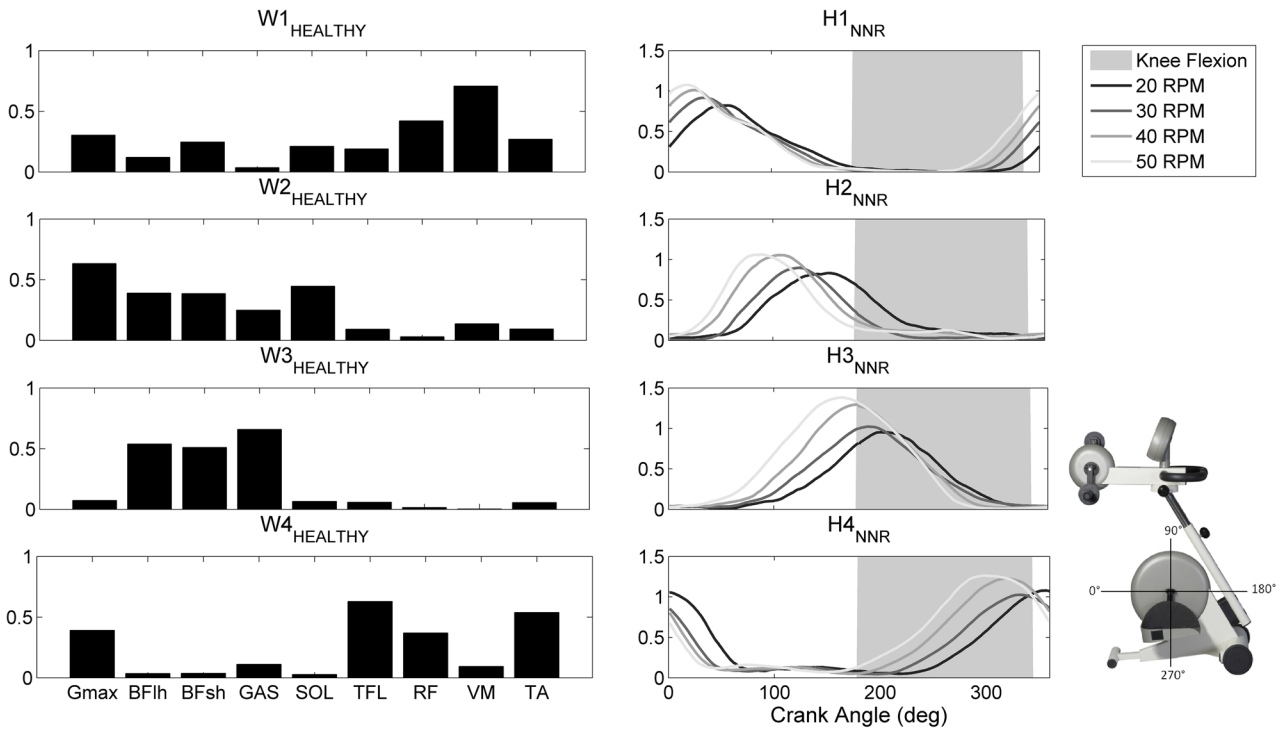 W1HEALTHY
1
0.5
0
W2HEALTHY
1
0.5
0
W3HEALTHY
1
0.5
0
W4HEALTHY
1
0.5
0
Gmax BFlh BFsh GAS SOL TFL RF VM TA
H1NNR
1.5
1
0.5
0
H2NNR
1.5
1
0.5
0
H3NNR
1.5
1
0.5
0
H4NNR
1.5
1
0.5
0
0 100 200 300
Crank Angle (deg)
Knee Flexion
20 RPM
30 RPM
40 RPM
50 RPM
90°
0° 180°
270°